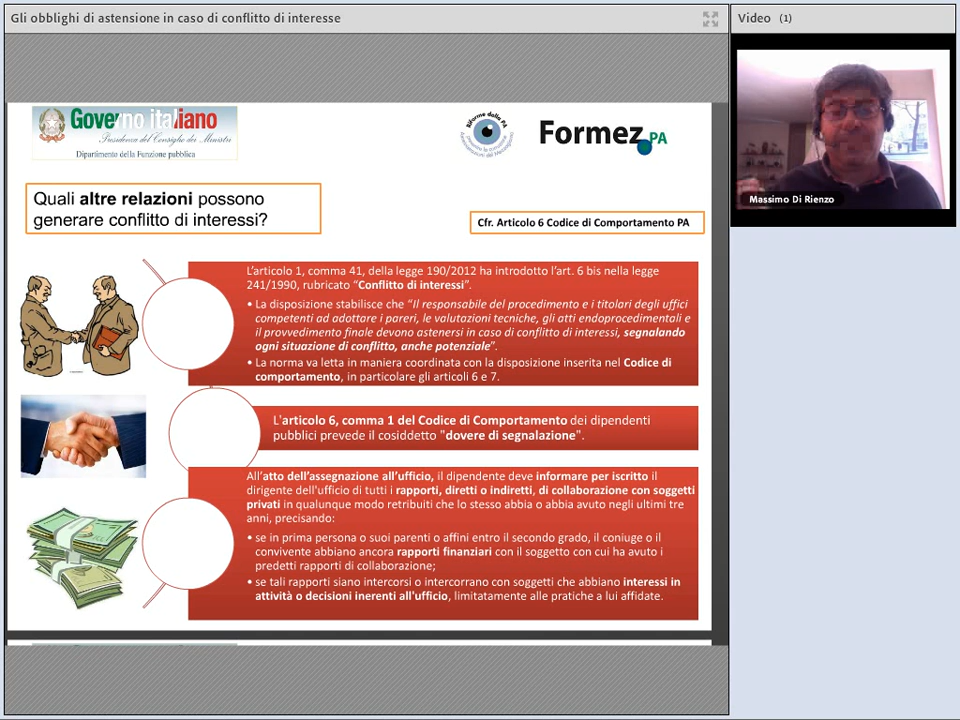 Gli obblighi di astensione in caso di conflitto di interesse
Video (1)
Massimo Di Rienzo
Governo italiano
Presidenza del Consiglio dei Ministri
Dipartimento della Funzione pubblica
Riforme della PA
FormezPA
Quali altre relazioni possono
generare conflitto di interessi?
Cfr. Articolo 6 Codice di Comportamento PA
L'articolo 1, comma 41, della legge 190/2012 ha introdotto l'art. 6 bis nella legge
241/1990, rubricato “Conflitto di interessi”.
• La disposizione stabilisce che “Il responsabile del procedimento e i titolari degli uffici
competenti ad adottare i pareri, le valutazioni tecniche, gli atti endoprocedimentali e
il provvedimento finale devono astenersi in caso di conflitto di interessi, segnalando
ogni situazione di conflitto, anche potenziale”.
• La norma va letta in maniera coordinata con la disposizione inserita nel Codice di
comportamento, in particolare gli articoli 6 e 7.
L'articolo 6, comma 1 del Codice di Comportamento dei dipendenti
pubblici prevede il cosiddetto "dovere di segnalazione".
All'atto dell'assegnazione all'ufficio, il dipendente deve informare per iscritto il
dirigente dell'ufficio di tutti i rapporti, diretti o indiretti, di collaborazione con soggetti
privati in qualunque modo retribuiti che lo stesso abbia o abbia avuto negli ultimi tre
anni, precisando:
• se in prima persona o suoi parenti o affini entro il secondo grado, il coniuge o il
convivente abbiano ancora rapporti finanziari con il soggetto con cui ha avuto i
predetti rapporti di collaborazione;
• se tali rapporti siano intercorsi o intercorrano con soggetti che abbiano interessi in
attività o decisioni inerenti all'ufficio, limitatamente alle pratiche a lui affidate.